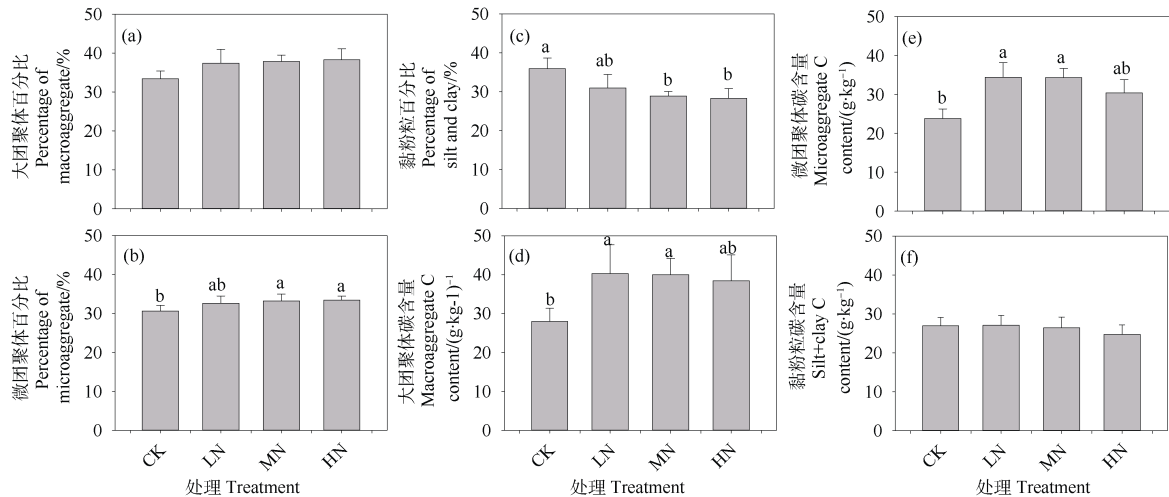 (a)
大团聚体百分比
Percentage of
macroaggregate/%
50
40
30
20
10
0
(b)
b
ab
a
a
微团聚体百分比
Percentage of
microaggregate/%
50
40
30
20
10
0
CK
LN
MN
HN
处理 Treatment
(c)
a
ab
b
b
黏粉粒百分比
Percentage of
silt and clay/%
50
40
30
20
10
0
(d)
b
a
a
ab
大团聚体碳含量
Macroaggregate C
content/(g·kg-1)⁻¹
50
40
30
20
10
0
CK
LN
MN
HN
处理 Treatment
(e)
b
a
a
ab
微团聚体碳含量
Microaggregate C
content/(g·kg⁻¹)
50
40
30
20
10
0
(f)
黏粉粒碳含量
Silt+clay C
content/(g·kg⁻¹)
50
40
30
20
10
0
CK
LN
MN
HN
处理 Treatment